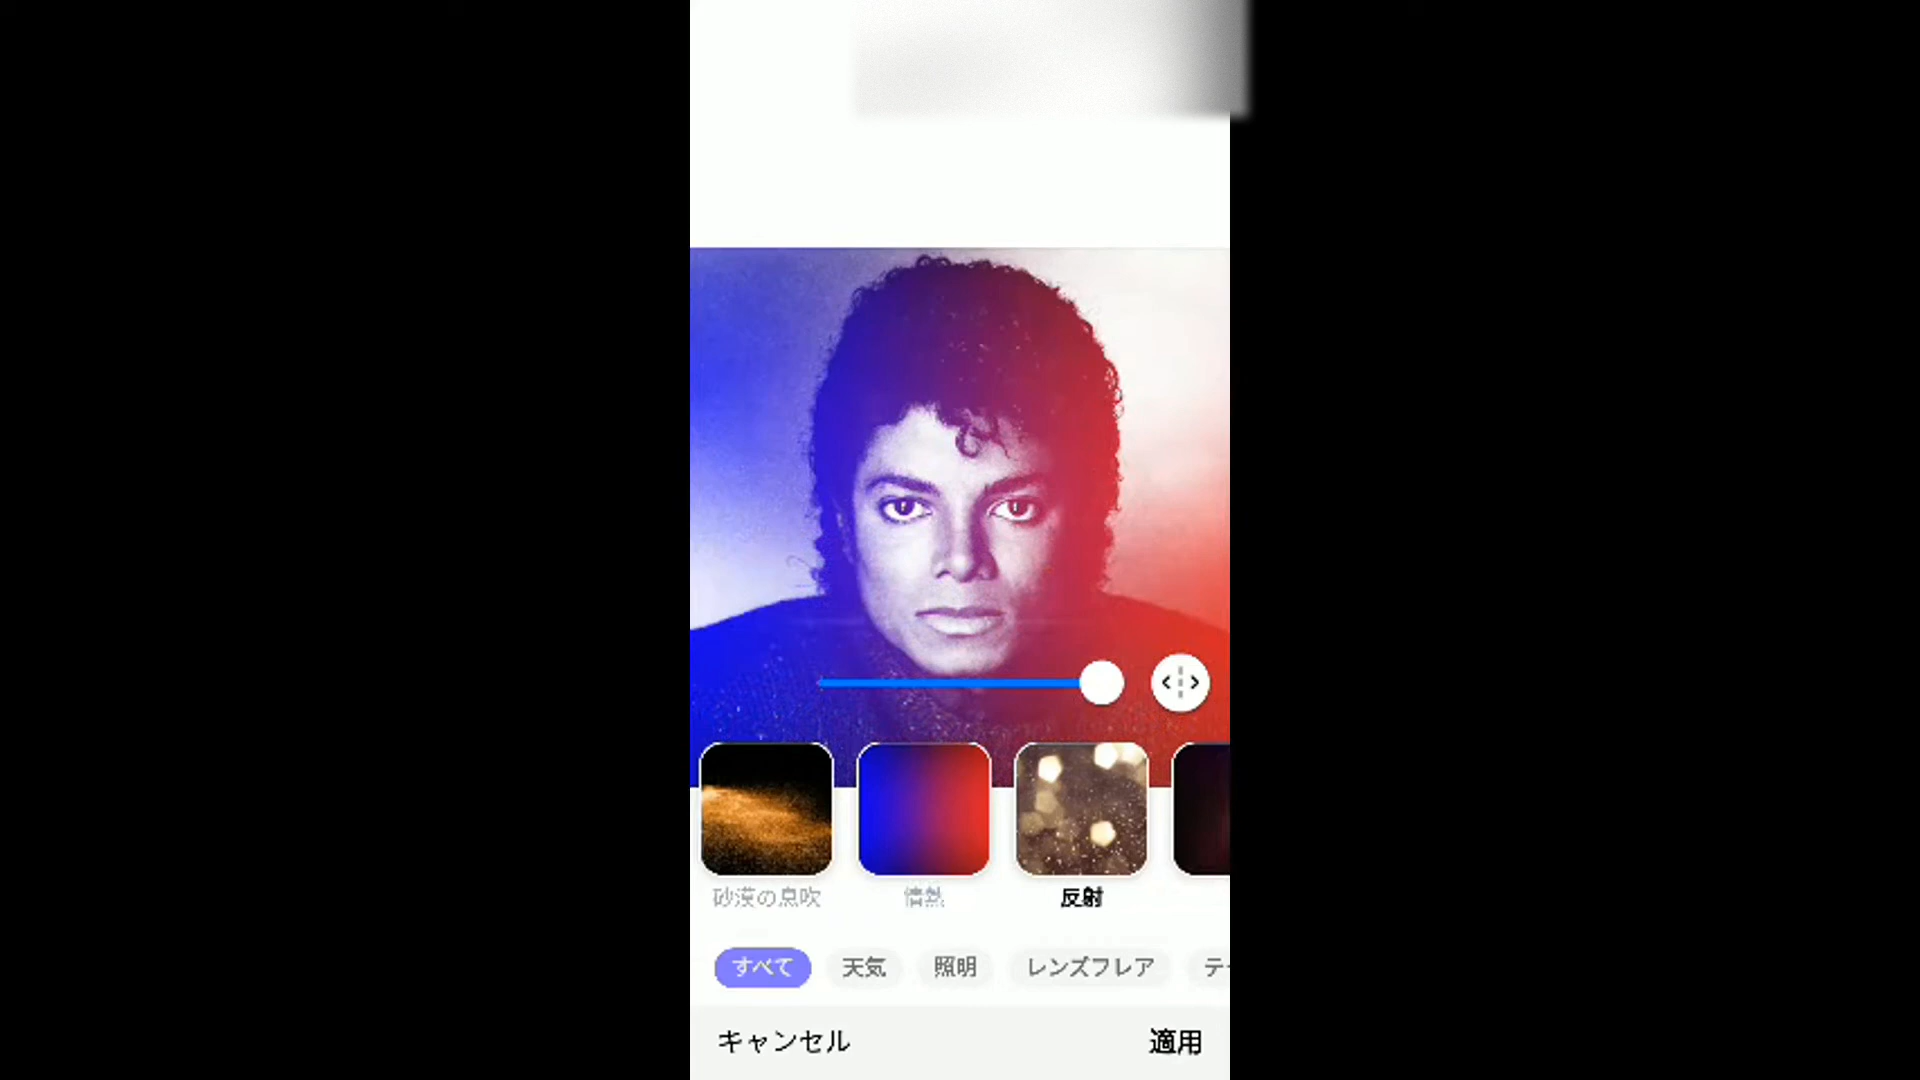 砂漠の息吹
情熱
反射
すべて
天気
照明
レンズフレア
テ
キャンセル
適用